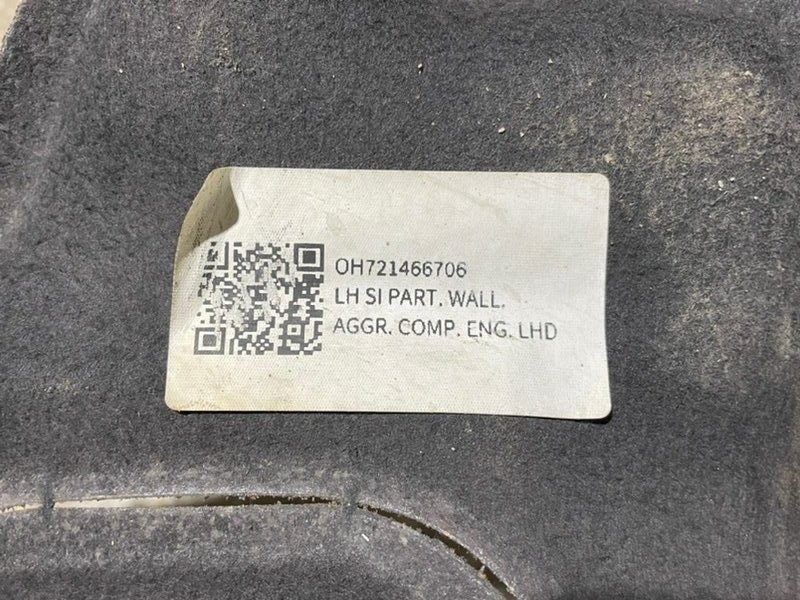 OH721466706
LH SI PART. WALL.
AGGR. COMP. ENG. LHD